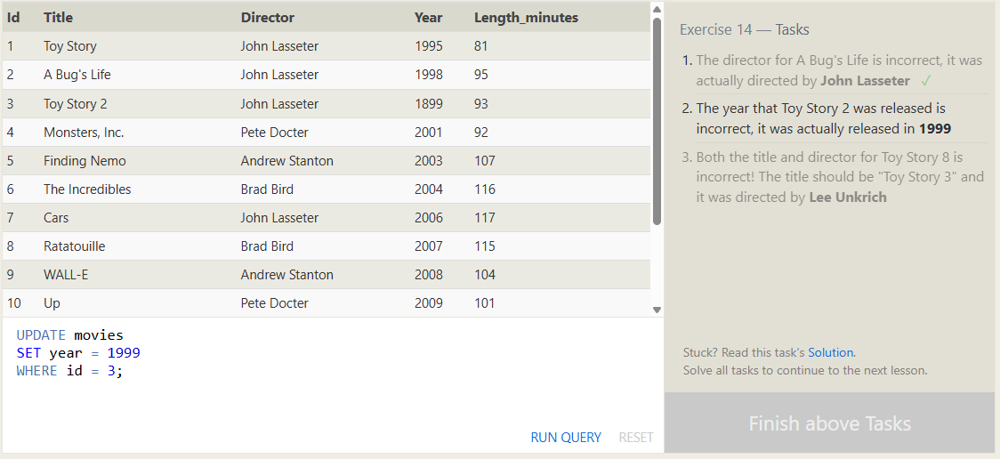 Id Title Director Year Length_minutes
1 Toy Story John Lasseter 1995 81
2 A Bug's Life John Lasseter 1998 95
3 Toy Story 2 John Lasseter 1899 93
4 Monsters, Inc. Pete Docter 2001 92
5 Finding Nemo Andrew Stanton 2003 107
6 The Incredibles Brad Bird 2004 116
7 Cars John Lasseter 2006 117
8 Ratatouille Brad Bird 2007 115
9 WALL-E Andrew Stanton 2008 104
10 Up Pete Docter 2009 101
UPDATE movies
SET year = 1999
WHERE id = 3;
RUN QUERY RESET
Exercise 14 — Tasks
1. The director for A Bug's Life is incorrect, it was
actually directed by John Lasseter ✓
2. The year that Toy Story 2 was released is
incorrect, it was actually released in 1999
3. Both the title and director for Toy Story 8 is
incorrect! The title should be "Toy Story 3" and
it was directed by Lee Unkrich
Stuck? Read this task's Solution.
Solve all tasks to continue to the next lesson.
Finish above Tasks